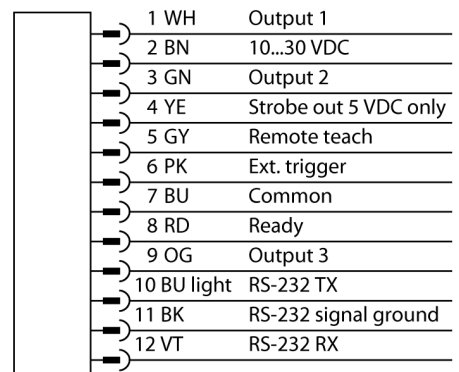 1 WH Output 1
2 BN 10...30 VDC
3 GN Output 2
4 YE Strobe out 5 VDC only
5 GY Remote teach
6 PK Ext. trigger
7 BU Common
8 RD Ready
9 OG Output 3
10 BU light RS-232 TX
11 BK RS-232 signal ground
12 VT RS-232 RX